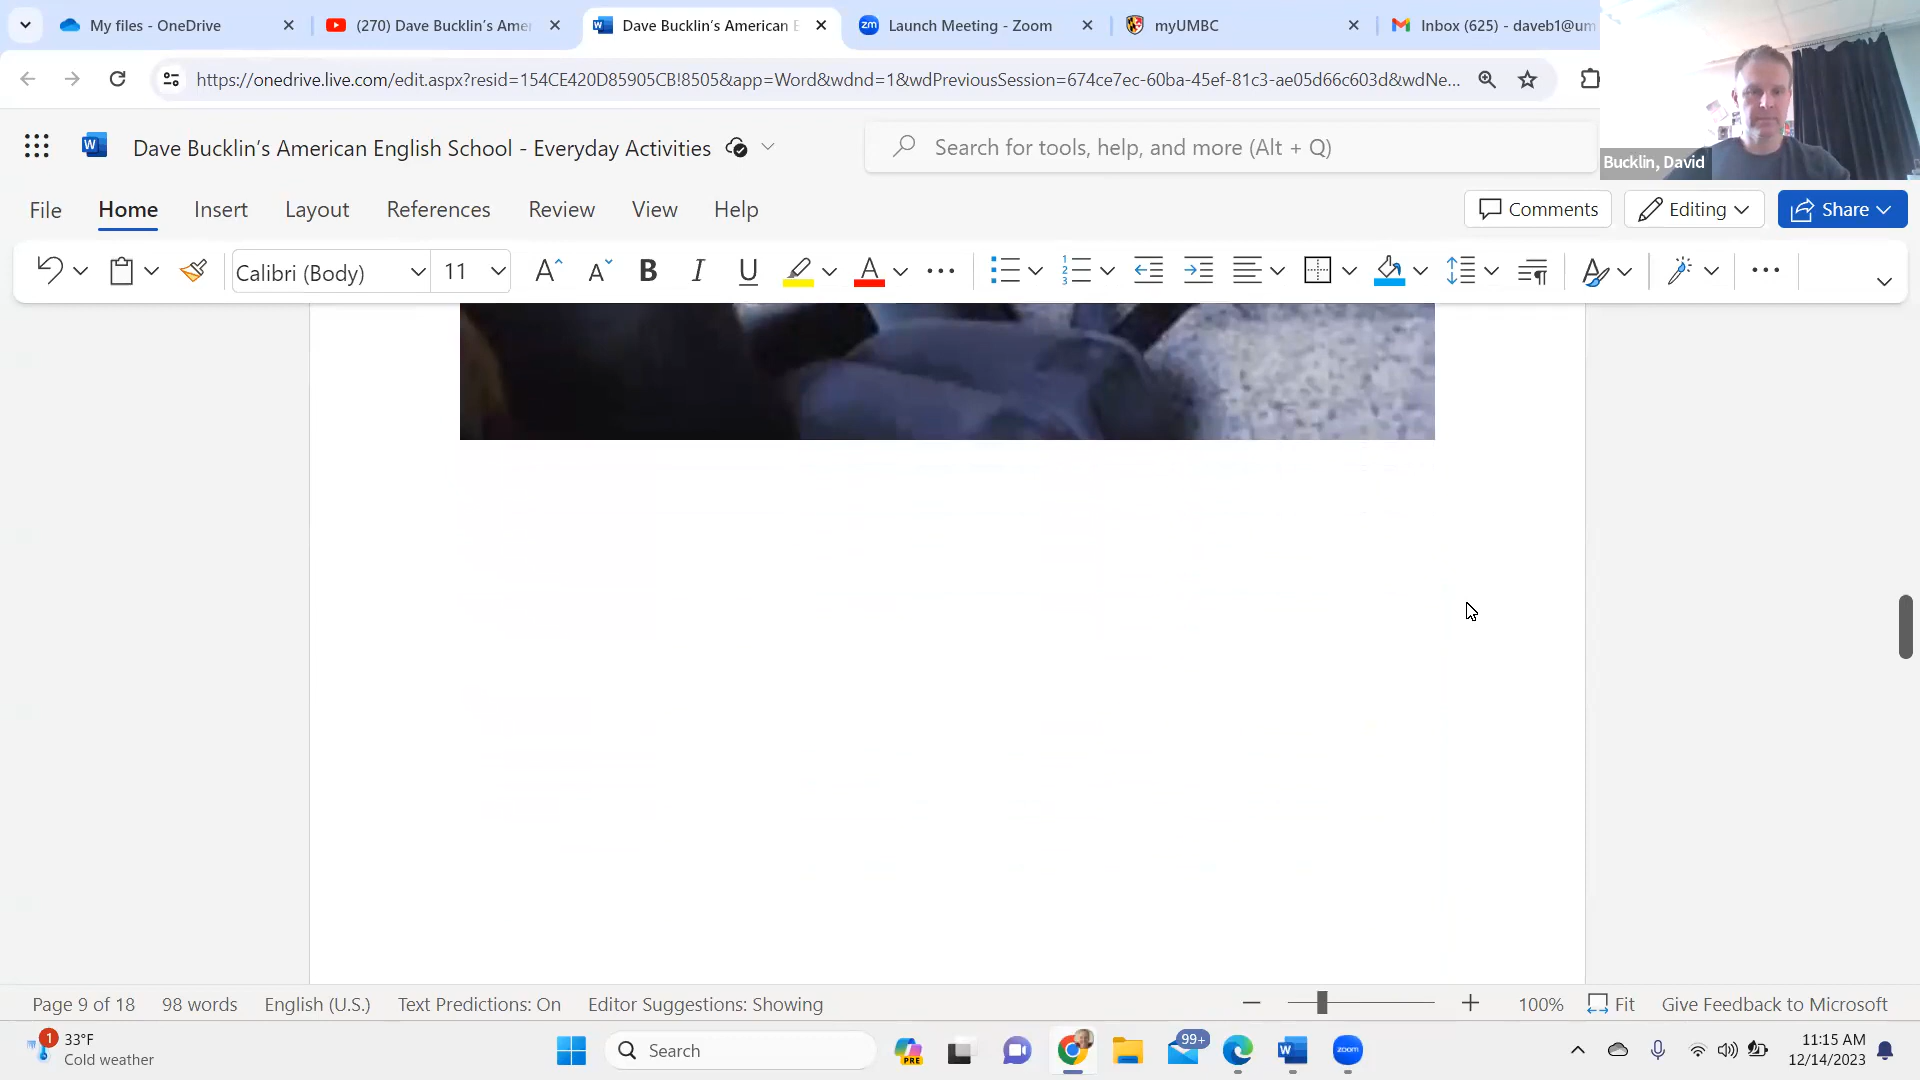 My files - OneDrive
(270) Dave Bucklin's Amer
Dave Bucklin's American E
zm Launch Meeting - Zoom
myUMBC
Inbox (625) - daveb1@um
https://onedrive.live.com/edit.aspx?resid=154CE420D85905CB!8505&app=Word&wdnd=1&wdPreviousSession=674ce7ec-60ba-45ef-81c3-ae05d66c603d&wdNe...
W Dave Bucklin's American English School - Everyday Activities
Search for tools, help, and more (Alt + Q)
Bucklin, David
File Home Insert Layout References Review View Help
Comments Editing Share
Calibri (Body) 11
Page 9 of 18 98 words English (U.S.) Text Predictions: On Editor Suggestions: Showing
100% Fit Give Feedback to Microsoft
1 33°F
Cold weather
Search
PRE
99+
zoom
11:15 AM
12/14/2023